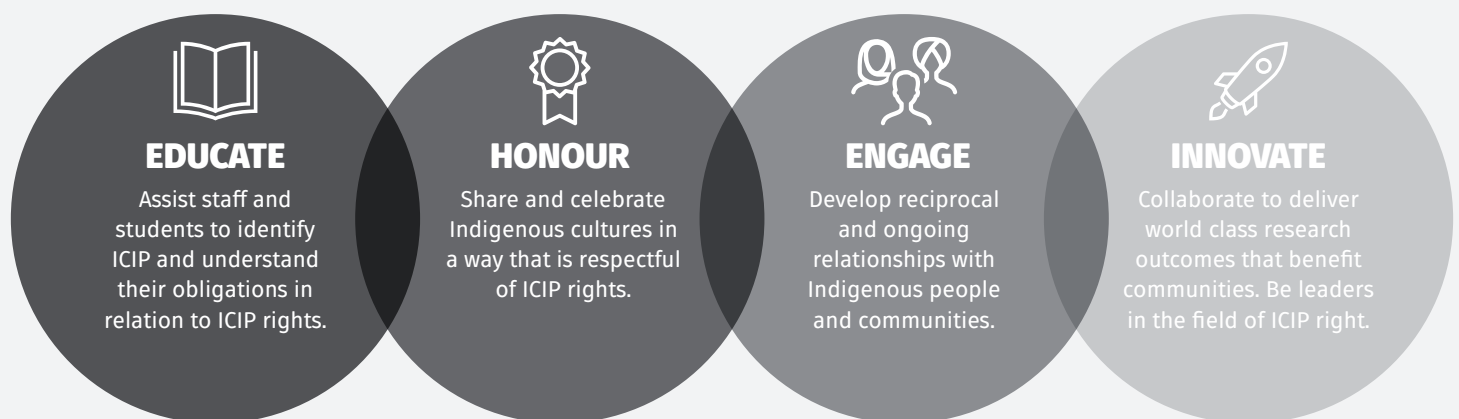 EDUCATE
Assist staff and
students to identify
ICIP and understand
their obligations in
relation to ICIP rights.
HONOUR
Share and celebrate
Indigenous cultures in
a way that is respectful
of ICIP rights.
ENGAGE
Develop reciprocal
and ongoing
relationships with
Indigenous people
and communities.
INNOVATE
Collaborate to deliver
world class research
outcomes that benefit
communities. Be leaders
in the field of ICIP right.